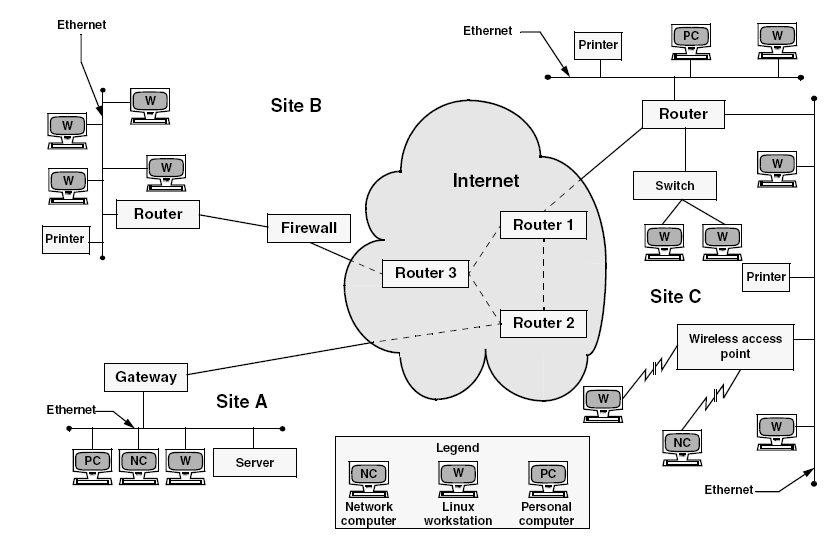 Ethernet
W
W
W
W
Printer
Router
Site B
Firewall
Internet
Router 1
Router 3
Router 2
Ethernet
Printer
PC
W
Router
W
Switch
W
W
Printer
Site C
Wireless access
point
W
NC
W
Ethernet
Gateway
Site A
Ethernet
PC
NC
W
Server
Legend
NC
W
PC
Network
computer
Linux
workstation
Personal
computer